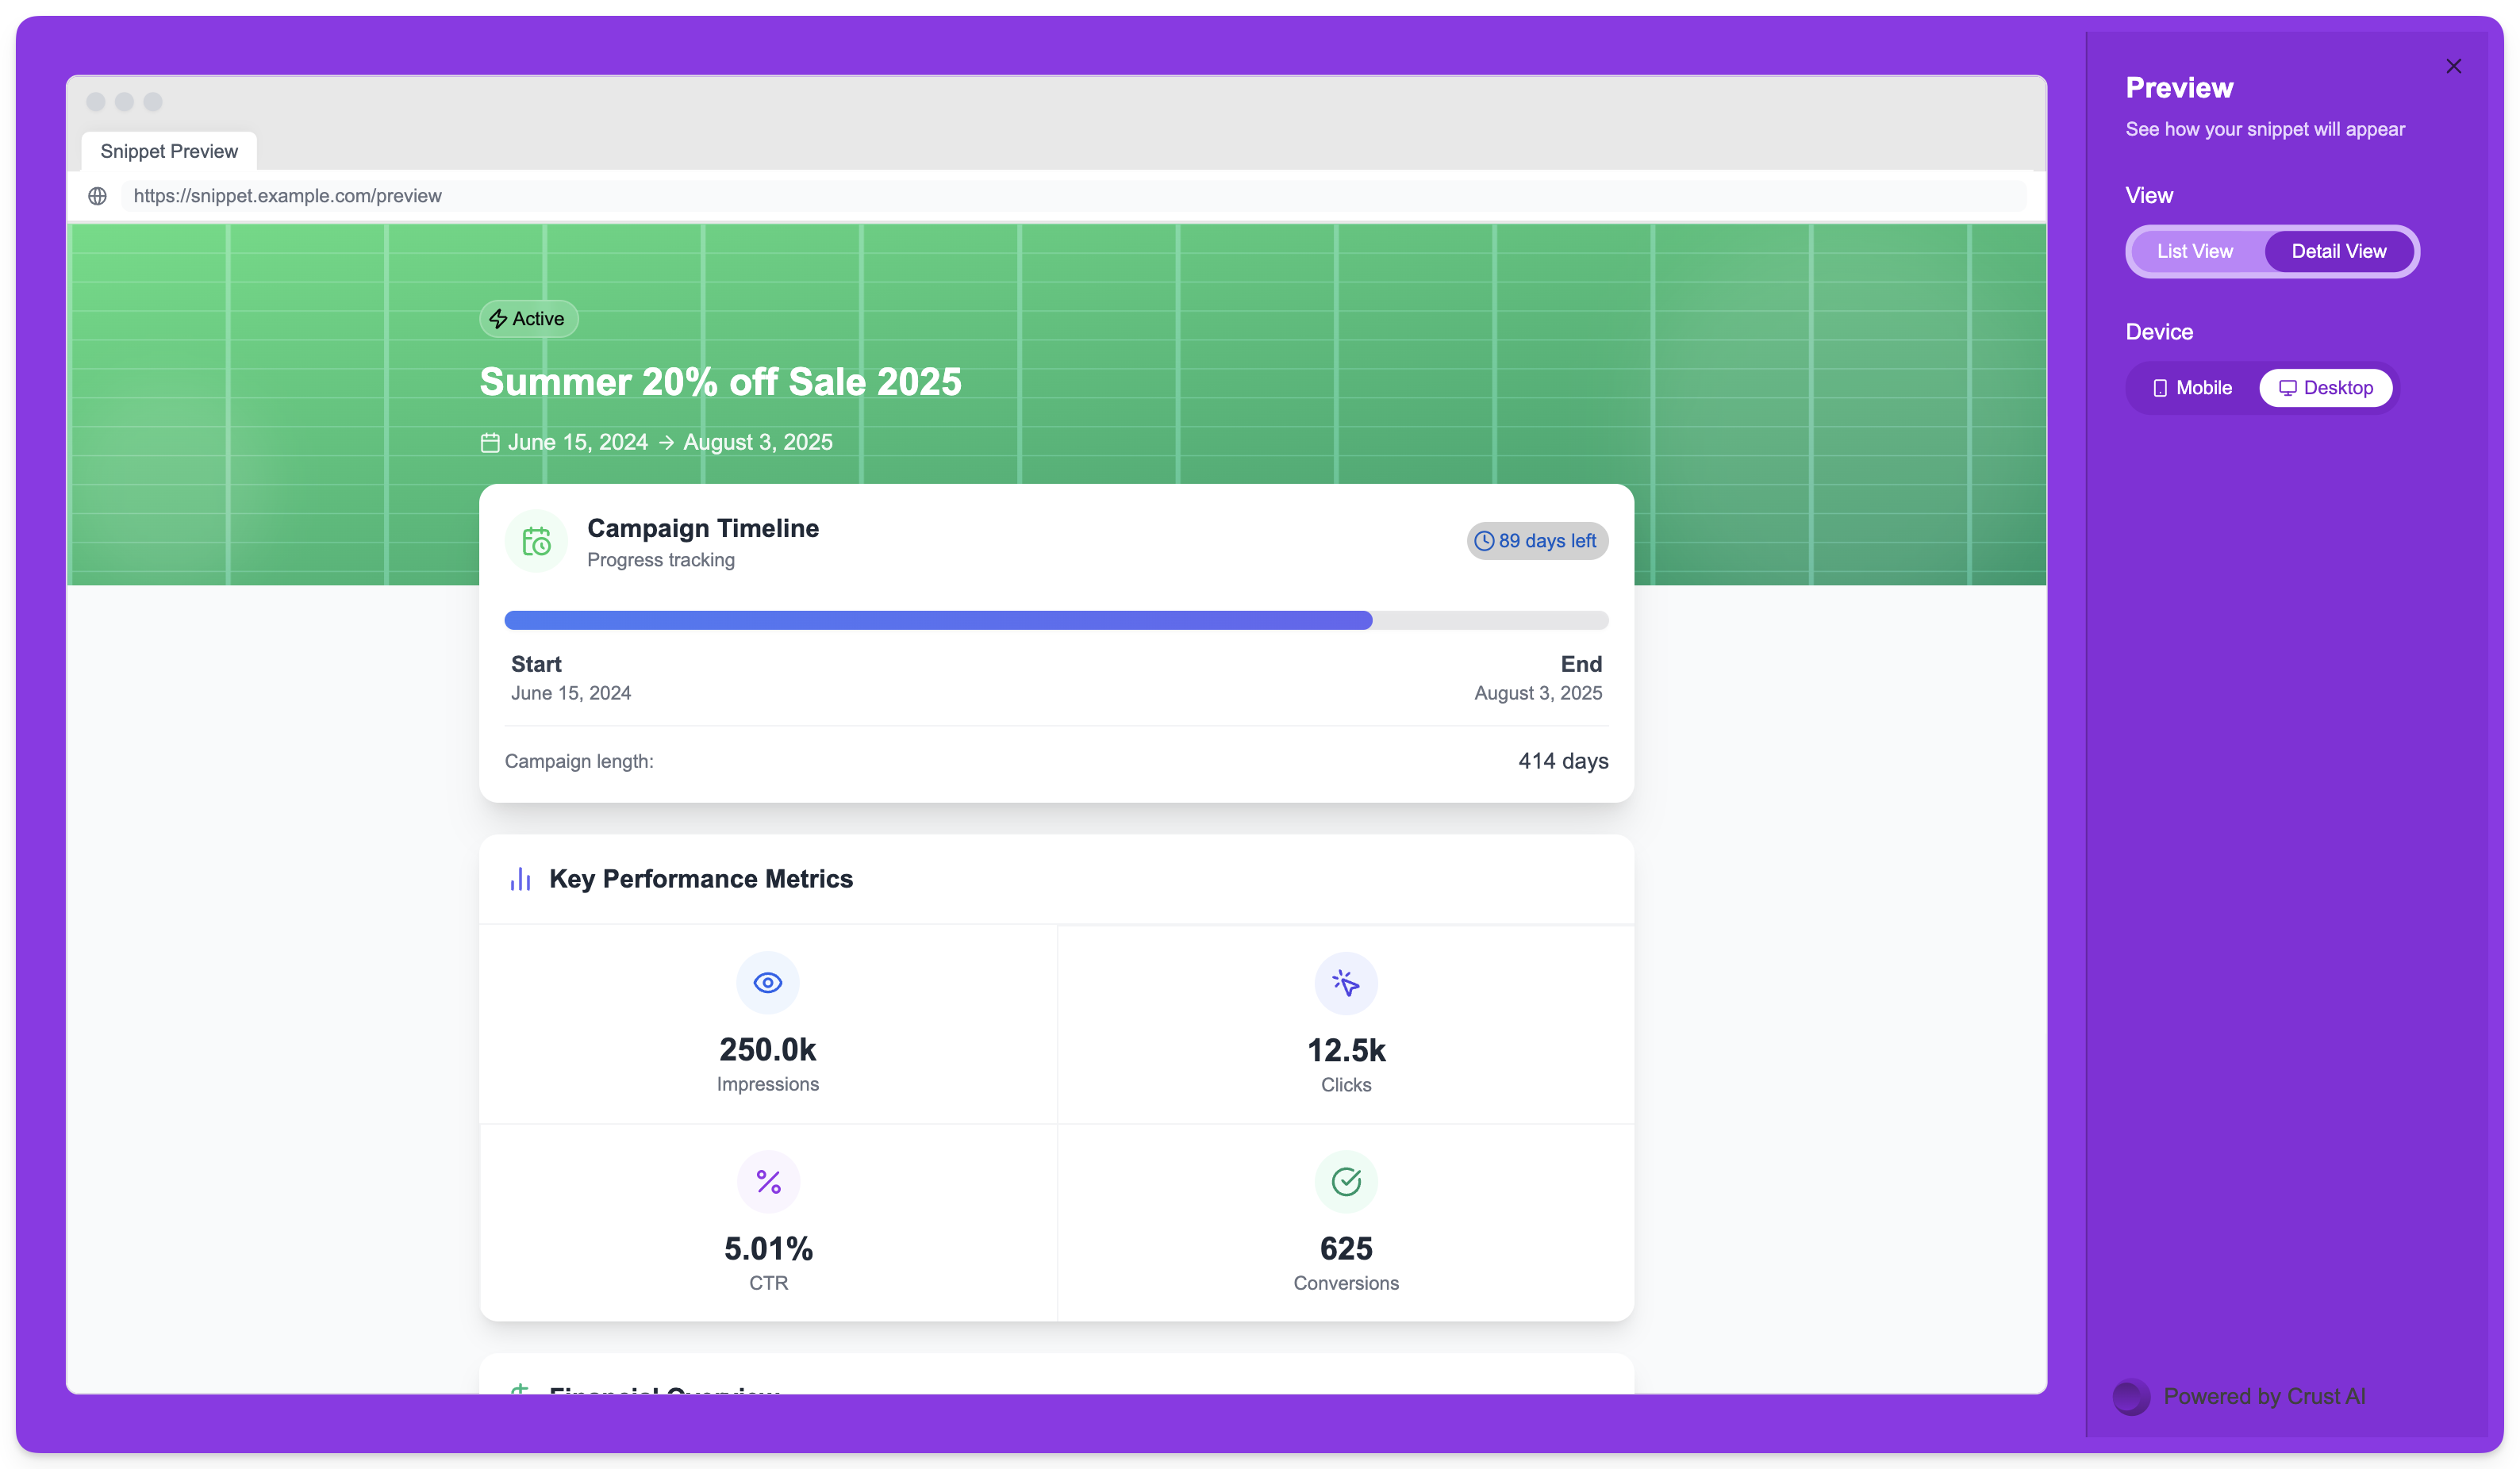 Snippet Preview
https://snippet.example.com/preview
Active
Summer 20% off Sale 2025
June 15, 2024 → August 3, 2025
Campaign Timeline
Progress tracking
89 days left
Start
June 15, 2024
End
August 3, 2025
Campaign length:
414 days
Key Performance Metrics
250.0k
Impressions
12.5k
Clicks
5.01%
CTR
625
Conversions
Financial Overview
Preview
See how your snippet will appear
View
List View
Detail View
Device
Mobile
Desktop
Powered by Crust AI